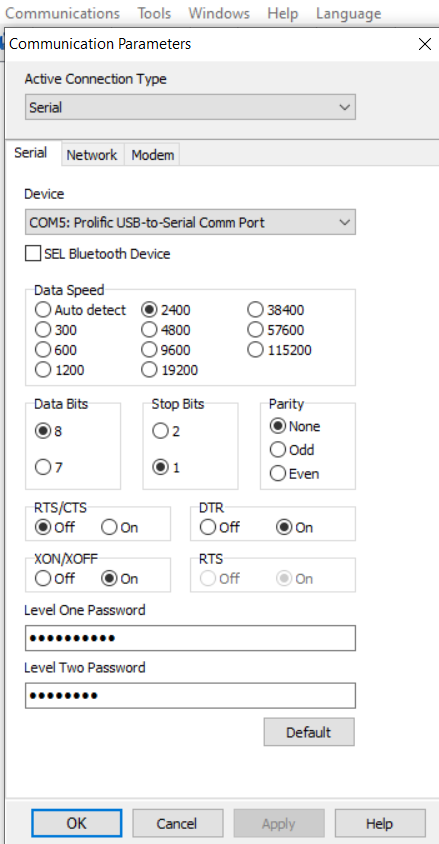 Communications Tools Windows Help Language
Communication Parameters
Active Connection Type
Serial
Serial Network Modem
Device
COM5: Prolific USB-to-Serial Comm Port
SEL Bluetooth Device
Data Speed
Auto detect 2400 38400
300 4800 57600
600 9600 115200
1200 19200
Data Bits Stop Bits Parity
8 2 None
Odd
7 1 Even
RTS/CTS DTR
Off On Off On
XON/XOFF RTS
Off On Off On
Level One Password
••••••••••
Level Two Password
••••••••
Default
OK Cancel Apply Help